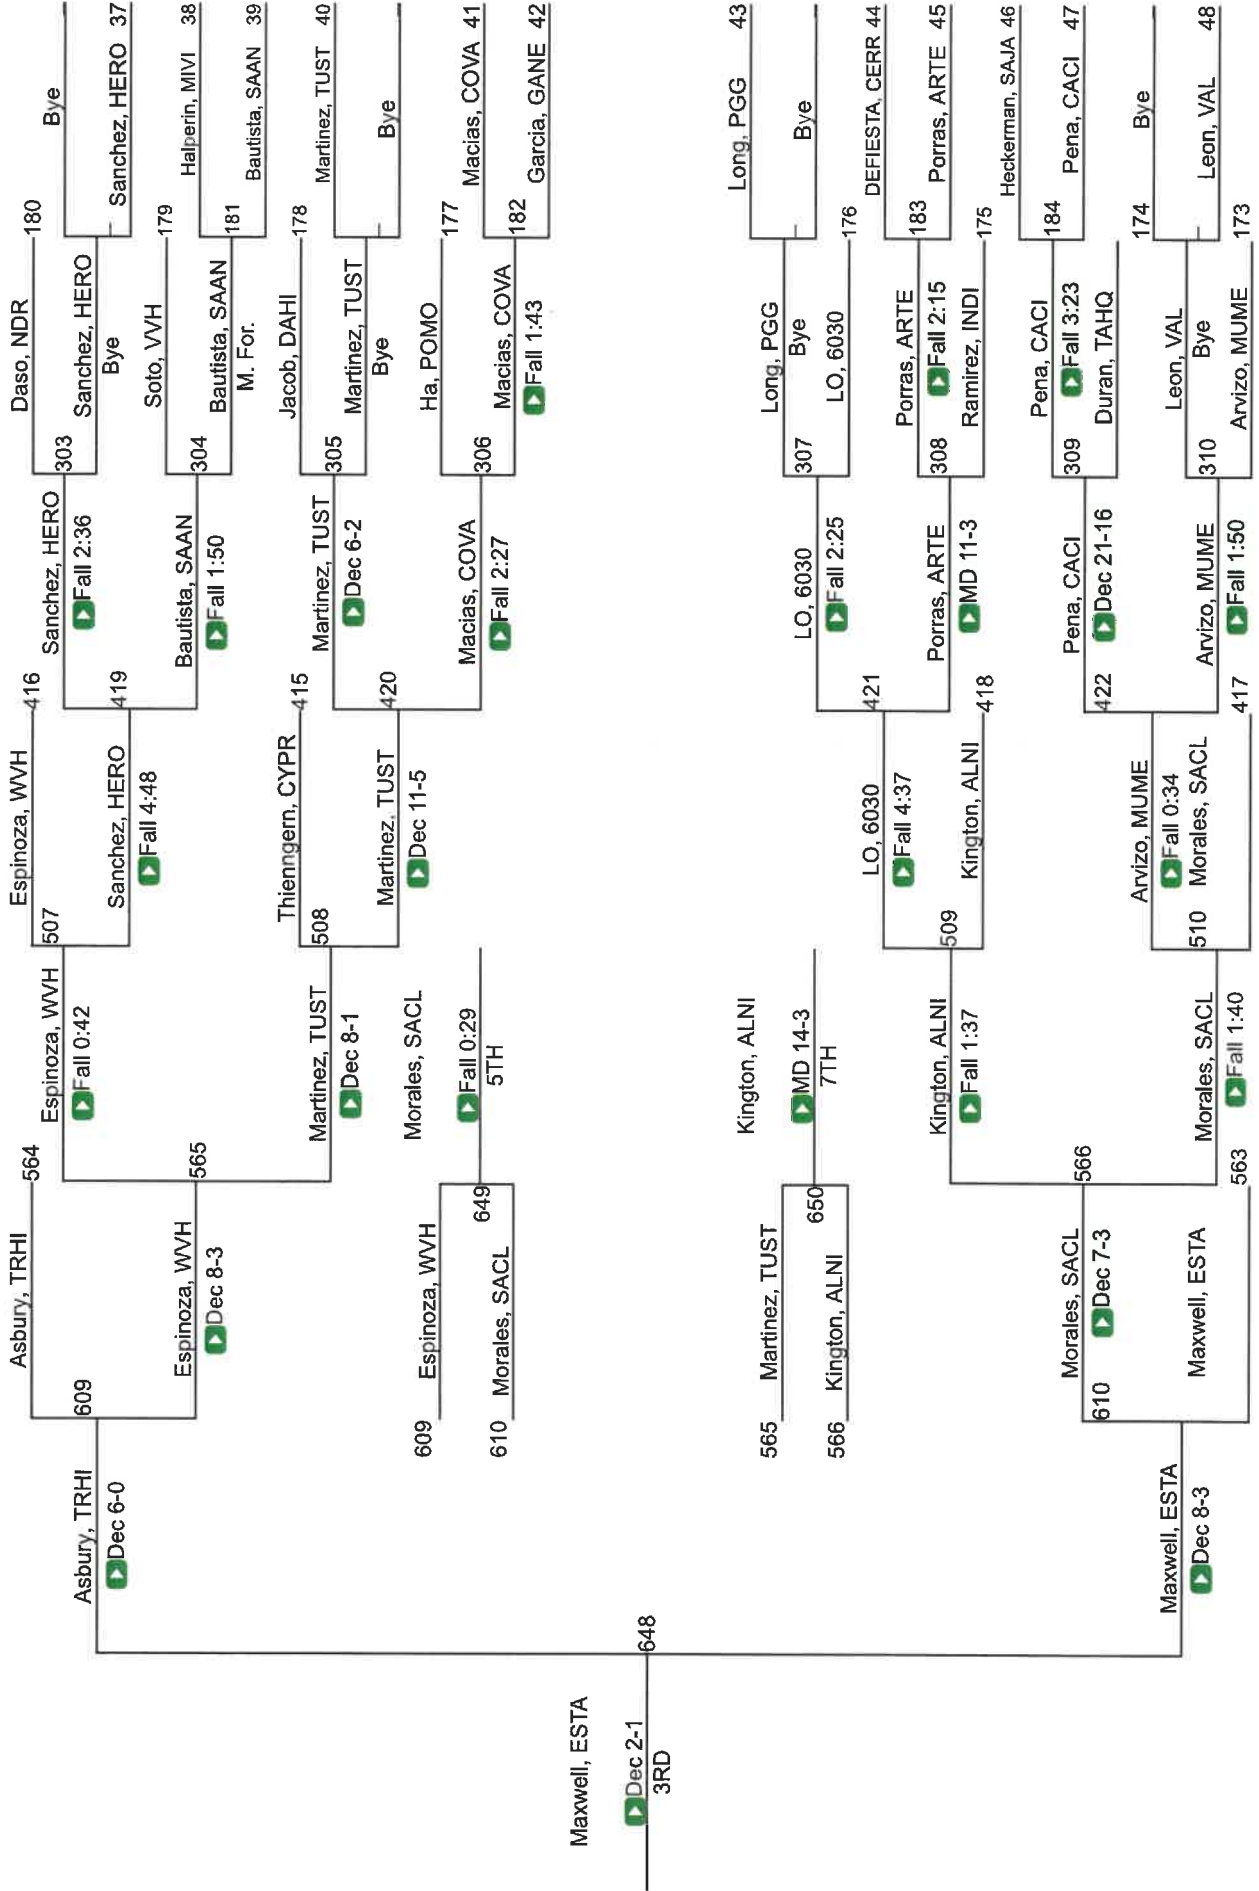 Bye
Sanchez, HERO 37
Halperin, MIVI 38
Bautista, SAAN 39
Martinez, TUST 40
Bye
Macias, COVA 41
Garcia, GANE 42
Long, PGG 43
Bye
DEFIESTA, CERR 44
Porras, ARTE 45
Heckerman, SAJA 46
Pena, CACI 47
Bye
Leon, VAL 48
Daso, NDR 180
Sanchez, HERO
Bye
Soto, VVH 179
Bautista, SAAN 181
M. For.
Jacob, DAHI 178
Martinez, TUST
Bye
Ha, POMO 177
Macias, COVA 182
Fall 1:43
Long, PGG
Bye
LO, 6030 176
Porras, ARTE 183
Fall 2:15
Ramirez, INDI 175
Pena, CACI 184
Fall 3:23
Duran, TAHQ 174
Leon, VAL
Bye
Arvizo, MUME 173
Sanchez, HERO 303
Fall 2:36
Bautista, SAAN 304
Fall 1:50
Martinez, TUST 305
Dec 6-2
Macias, COVA 306
Fall 2:27
LO, 6030 307
Fall 2:25
Porras, ARTE 308
MD 11-3
Pena, CACI 309
Dec 21-16
Arvizo, MUME 310
Fall 1:50
Espinoza, WVH 416
Sanchez, HERO 419
Fall 4:48
Thieningern, CYPR 415
Martinez, TUST 420
Dec 11-5
LO, 6030 421
Fall 4:37
Kington, ALNI 418
Arvizo, MUME 422
Fall 0:34
Morales, SACL 417
Espinoza, WVH 507
Fall 0:42
Martinez, TUST 508
Dec 8-1
Morales, SACL
Fall 0:29
5TH
Kington, ALNI
MD 14-3
7TH
Kington, ALNI 509
Fall 1:37
Morales, SACL 510
Fall 1:40
Asbury, TRHI 564
Espinoza, WVH 565
Dec 8-3
609 Espinoza, WVH
649
610 Morales, SACL
565 Martinez, TUST
650
566 Kington, ALNI
Morales, SACL 566
Dec 7-3
Maxwell, ESTA 563
Asbury, TRHI 609
Dec 6-0
Maxwell, ESTA 610
Dec 8-3
Maxwell, ESTA 648
Dec 2-1
3RD